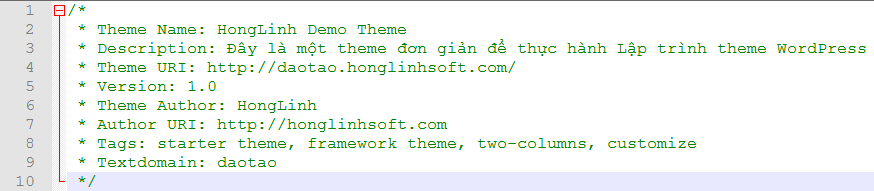 1 /*
2 * Theme Name: HongLinh Demo Theme
3 * Description: Đây là một theme đơn giản để thực hành Lập trình theme WordPress
4 * Theme URI: http://daotao.honglinhsoft.com/
5 * Version: 1.0
6 * Theme Author: HongLinh
7 * Author URI: http://honglinhsoft.com
8 * Tags: starter theme, framework theme, two-columns, customize
9 * Textdomain: daotao
10 */